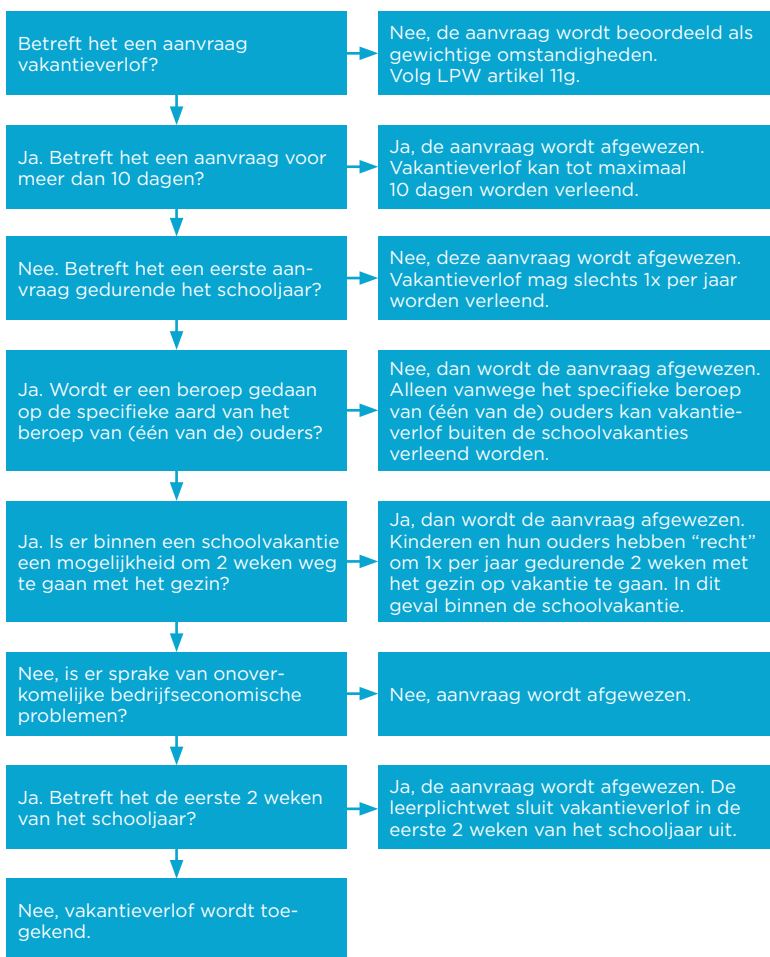 Betreft het een aanvraag
vakantieverlof?
Nee, de aanvraag wordt beoordeeld als
gewichtige omstandigheden.
Volg LPW artikel 11g.
Ja. Betreft het een aanvraag voor
meer dan 10 dagen?
Ja, de aanvraag wordt afgewezen.
Vakantieverlof kan tot maximaal
10 dagen worden verleend.
Nee. Betreft het een eerste aan-
vraag gedurende het schooljaar?
Nee, deze aanvraag wordt afgewezen.
Vakantieverlof mag slechts 1x per jaar
worden verleend.
Ja. Wordt er een beroep gedaan
op de specifieke aard van het
beroep van (één van de) ouders?
Nee, dan wordt de aanvraag afgewezen.
Alleen vanwege het specifieke beroep
van (één van de) ouders kan vakantie-
verlof buiten de schoolvakanties
verleend worden.
Ja. Is er binnen een schoolvakantie
een mogelijkheid om 2 weken weg
te gaan met het gezin?
Ja, dan wordt de aanvraag afgewezen.
Kinderen en hun ouders hebben “recht”
om 1x per jaar gedurende 2 weken met
het gezin op vakantie te gaan. In dit
geval binnen de schoolvakantie.
Nee, is er sprake van onover-
komelijke bedrijfseconomische
problemen?
Nee, aanvraag wordt afgewezen.
Ja. Betreft het de eerste 2 weken
van het schooljaar?
Ja, de aanvraag wordt afgewezen. De
leerplichtwet sluit vakantieverlof in de
eerste 2 weken van het schooljaar uit.
Nee, vakantieverlof wordt toe-
gekend.